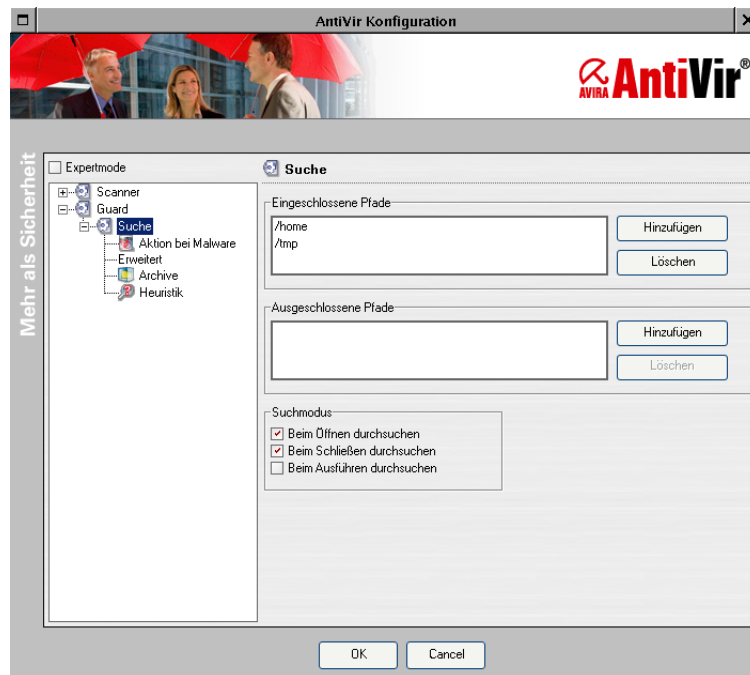 AntiVir Konfiguration
AVIRA AntiVir®
Mehr als Sicherheit
Expertmode
Scanner
Guard
Suche
Aktion bei Malware
Erweitert
Archive
Heuristik
Suche
Eingeschlossene Pfade
/home
/tmp
Hinzufügen
Löschen
Ausgeschlossene Pfade
Hinzufügen
Löschen
Suchmodus
Beim Öffnen durchsuchen
Beim Schließen durchsuchen
Beim Ausführen durchsuchen
OK
Cancel